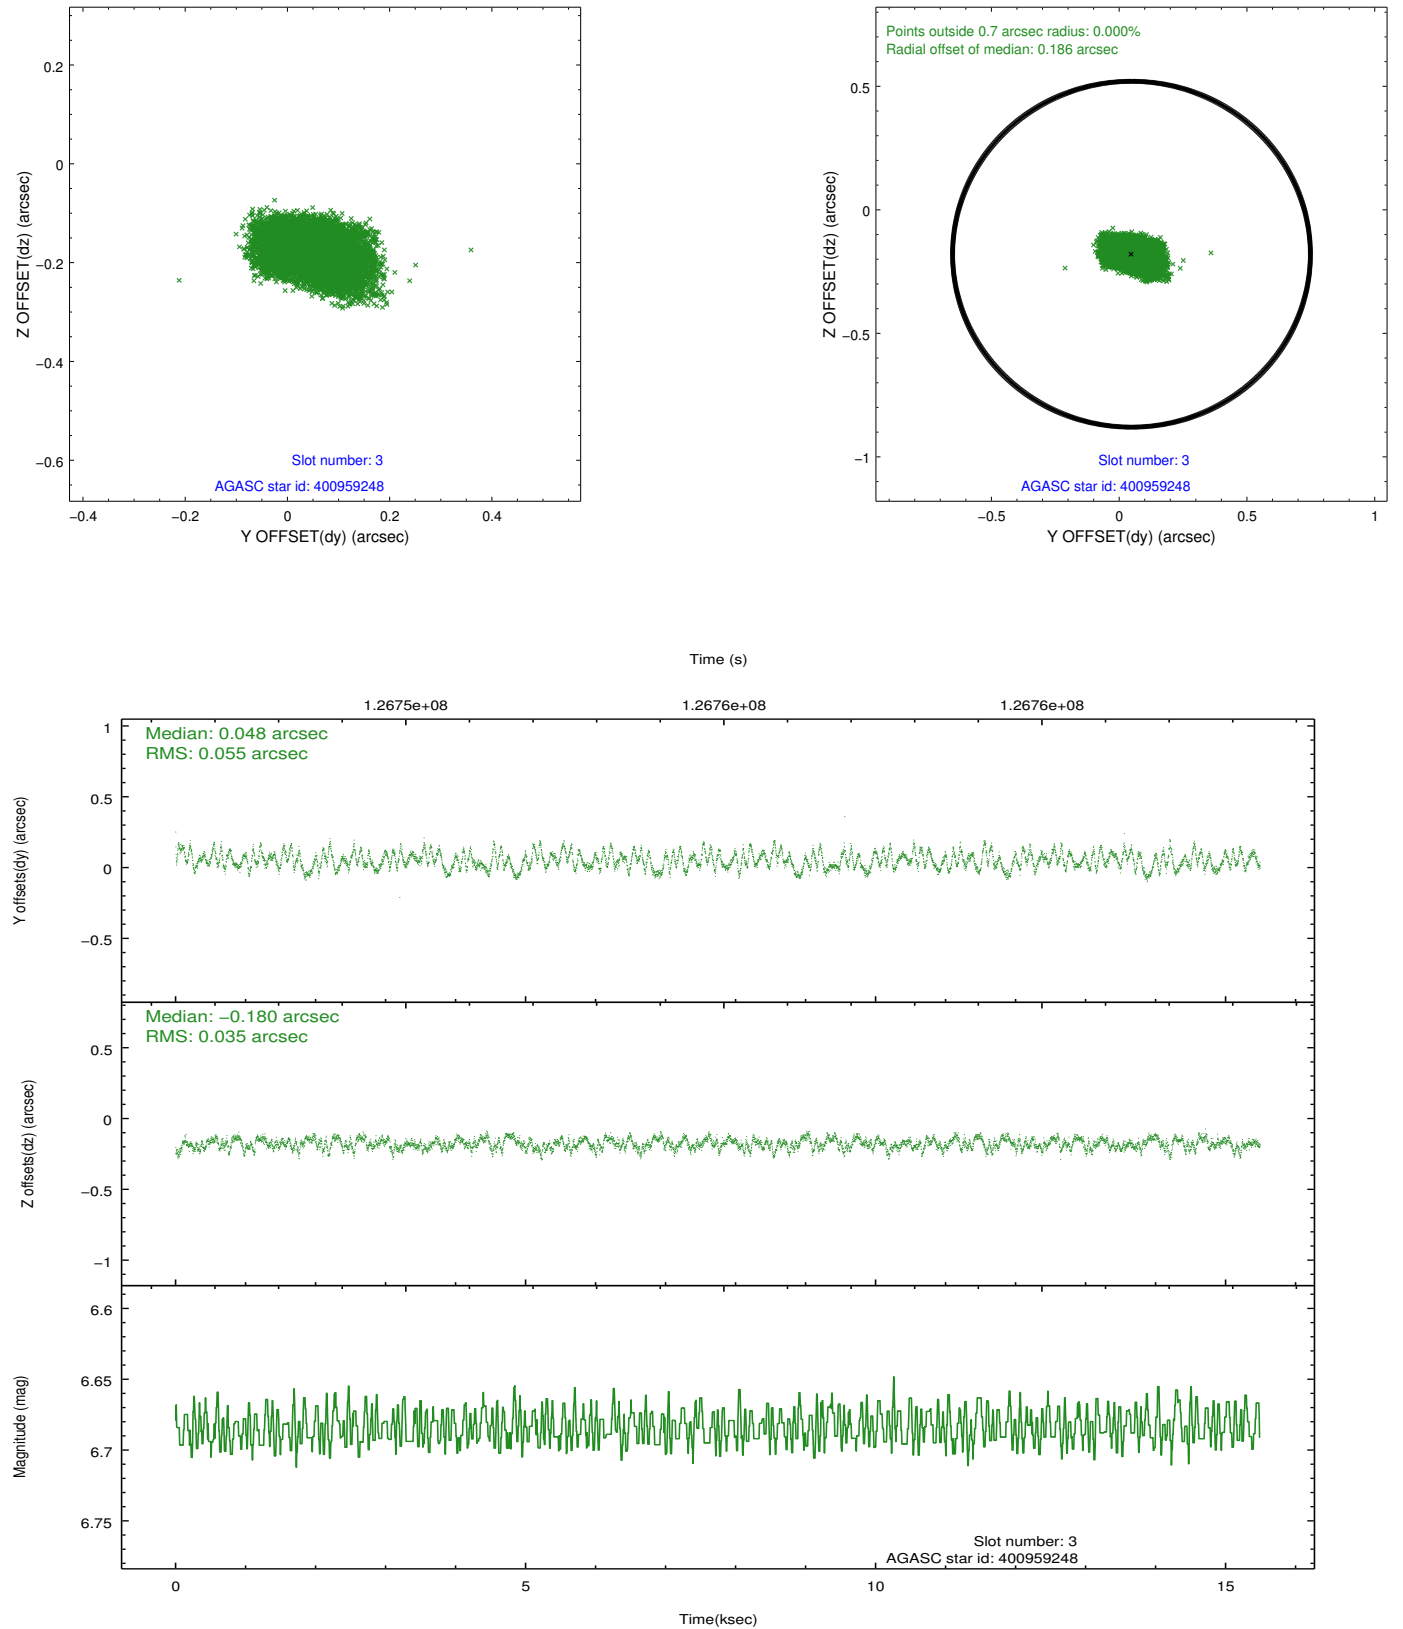 0.2
0
−0.2
−0.4
−0.6
−0.4
−0.2
0
0.2
0.4
Z OFFSET(dz) (arcsec)
Y OFFSET(dy) (arcsec)
Slot number: 3
AGASC star id: 400959248
Points outside 0.7 arcsec radius: 0.000%
Radial offset of median: 0.186 arcsec
0.5
0
−0.5
−1
−0.5
0
0.5
1
Z OFFSET(dz) (arcsec)
Y OFFSET(dy) (arcsec)
Slot number: 3
AGASC star id: 400959248
Time (s)
1.2675e+08
1.2676e+08
1.2676e+08
Median: 0.048 arcsec
RMS: 0.055 arcsec
1
0.5
0
−0.5
Y offsets(dy) (arcsec)
Median: −0.180 arcsec
RMS: 0.035 arcsec
0.5
0
−0.5
−1
Z offsets(dz) (arcsec)
6.6
6.65
6.7
6.75
Magnitude (mag)
Slot number: 3
AGASC star id: 400959248
0
5
10
15
Time(ksec)